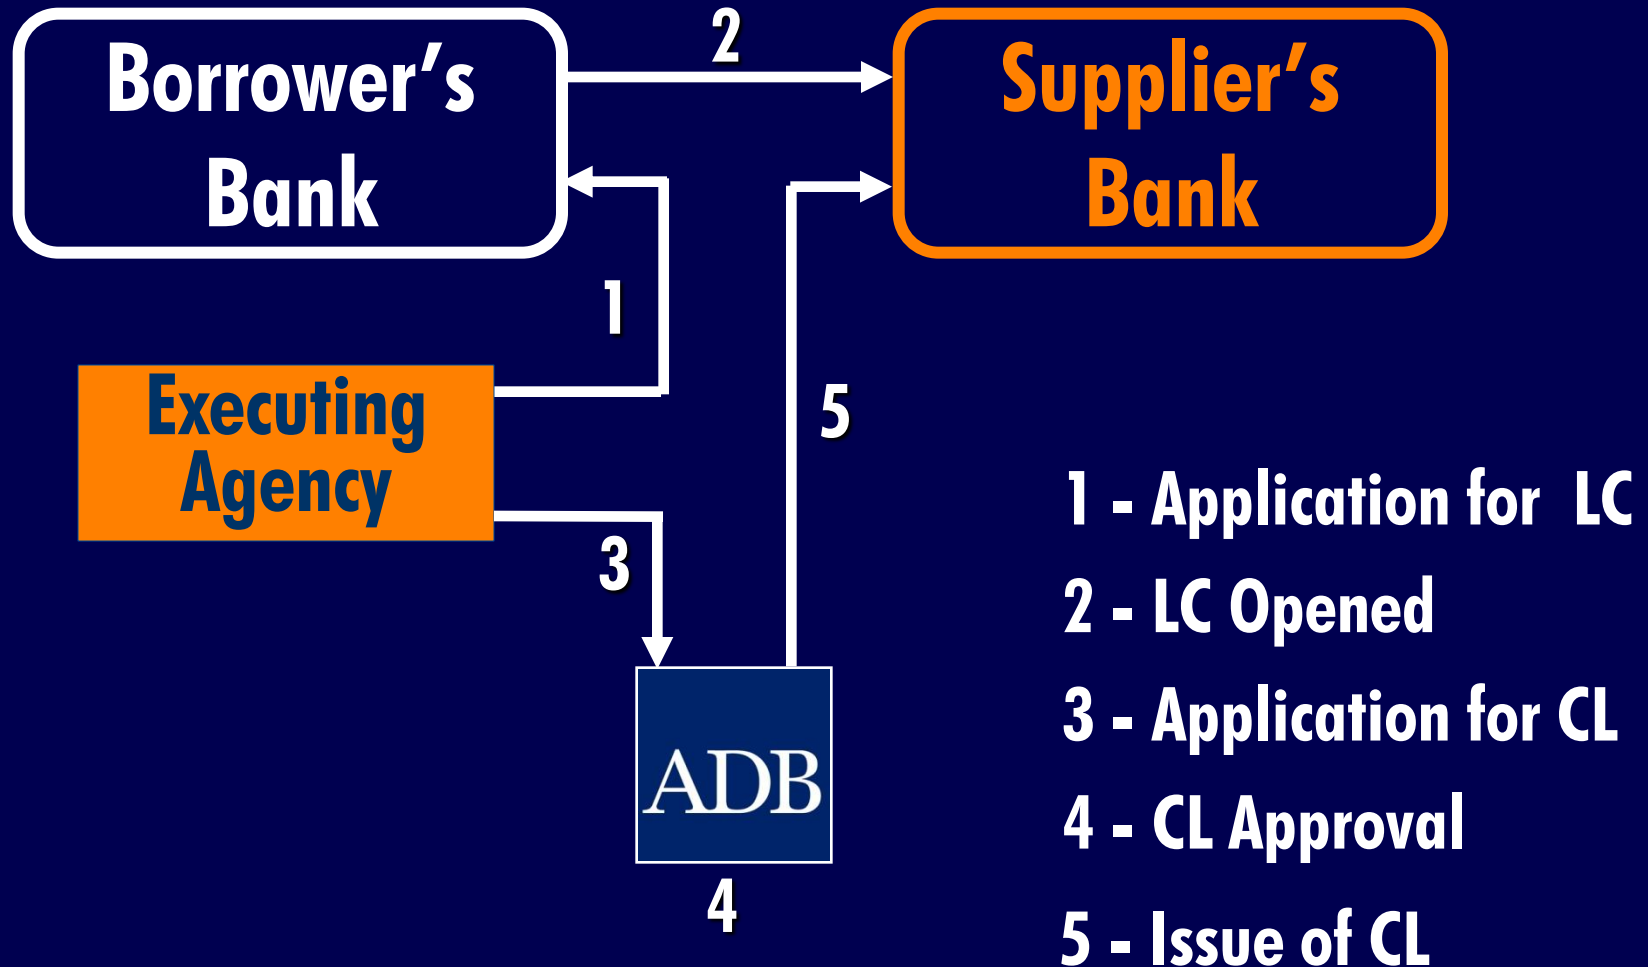 Borrower’s
Bank
2
Supplier’s
Bank
1
Executing
Agency
5
3
ADB
4
1 - Application for LC
2 - LC Opened
3 - Application for CL
4 - CL Approval
5 - Issue of CL